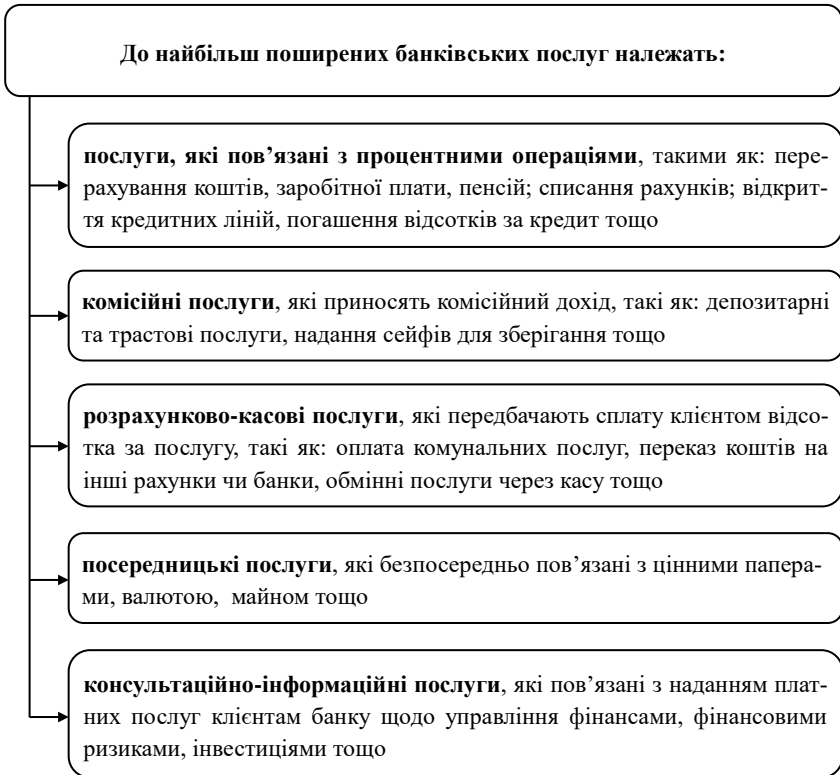 До найбільш поширених банківських послуг належать:
послуги, які пов’язані з процентними операціями, такими як: пере-
рахування коштів, заробітної плати, пенсій; списання рахунків; відкрит-
тя кредитних ліній, погашення відсотків за кредит тощо
комісійні послуги, які приносять комісійний дохід, такі як: депозитарні
та трастові послуги, надання сейфів для зберігання тощо
розрахунково-касові послуги, які передбачають сплату клієнтом відсо-
тка за послугу, такі як: оплата комунальних послуг, переказ коштів на
інші рахунки чи банки, обмінні послуги через касу тощо
посередницькі послуги, які безпосередньо пов’язані з цінними папера-
ми, валютою, майном тощо
консультаційно-інформаційні послуги, які пов’язані з наданням плат-
них послуг клієнтам банку щодо управління фінансами, фінансовими
ризиками, інвестиціями тощо